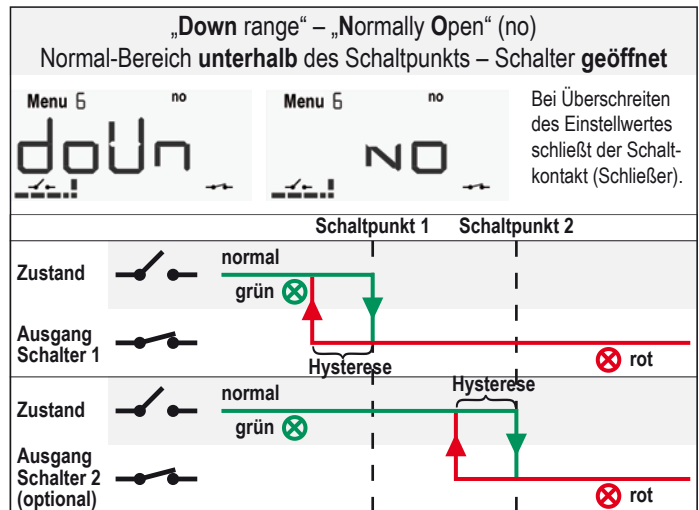 „Down range“ – „Normally Open“ (no)
Normal-Bereich unterhalb des Schaltpunkts – Schalter geöffnet
Menu 6 no
doUn
Menu 6 no
NO
Bei Überschreiten
des Einstellwertes
schließt der Schalt-
kontakt (Schließer).
Schaltpunkt 1 Schaltpunkt 2
Zustand
normal
grün
Ausgang
Schalter 1
Hysterese
rot
Zustand
normal
grün
Hysterese
Ausgang
Schalter 2
(optional)
rot